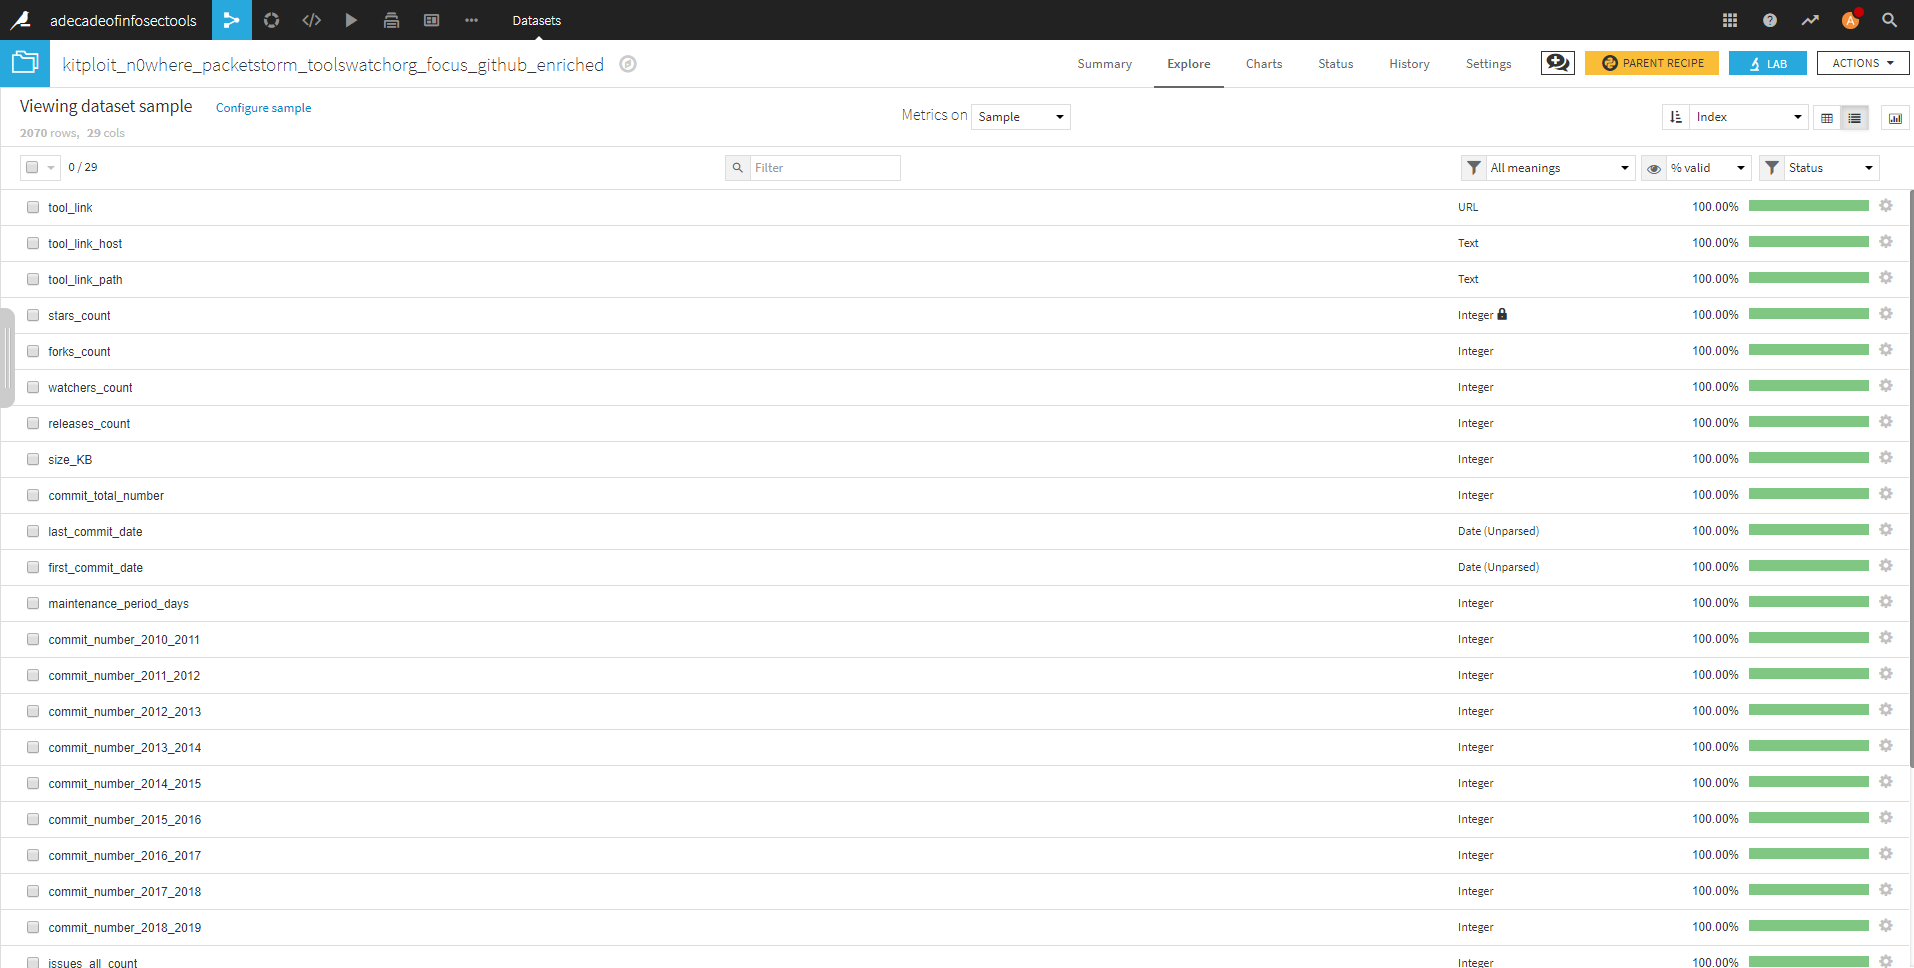 adecadeofinfosectools Datasets
kitploit_n0where_packetstorm_toolswatchorg_focus_github_enriched Summary Explore Charts Status History Settings PARENT RECIPE LAB ACTIONS
Viewing dataset sample Configure sample Metrics on Sample Index
2070 rows, 29 cols
0 / 29 Filter All meanings % valid Status
tool_link URL 100.00%
tool_link_host Text 100.00%
tool_link_path Text 100.00%
stars_count Integer 100.00%
forks_count Integer 100.00%
watchers_count Integer 100.00%
releases_count Integer 100.00%
size_KB Integer 100.00%
commit_total_number Integer 100.00%
last_commit_date Date (Unparsed) 100.00%
first_commit_date Date (Unparsed) 100.00%
maintenance_period_days Integer 100.00%
commit_number_2010_2011 Integer 100.00%
commit_number_2011_2012 Integer 100.00%
commit_number_2012_2013 Integer 100.00%
commit_number_2013_2014 Integer 100.00%
commit_number_2014_2015 Integer 100.00%
commit_number_2015_2016 Integer 100.00%
commit_number_2016_2017 Integer 100.00%
commit_number_2017_2018 Integer 100.00%
commit_number_2018_2019 Integer 100.00%
issues_all_count Integer 100.00%